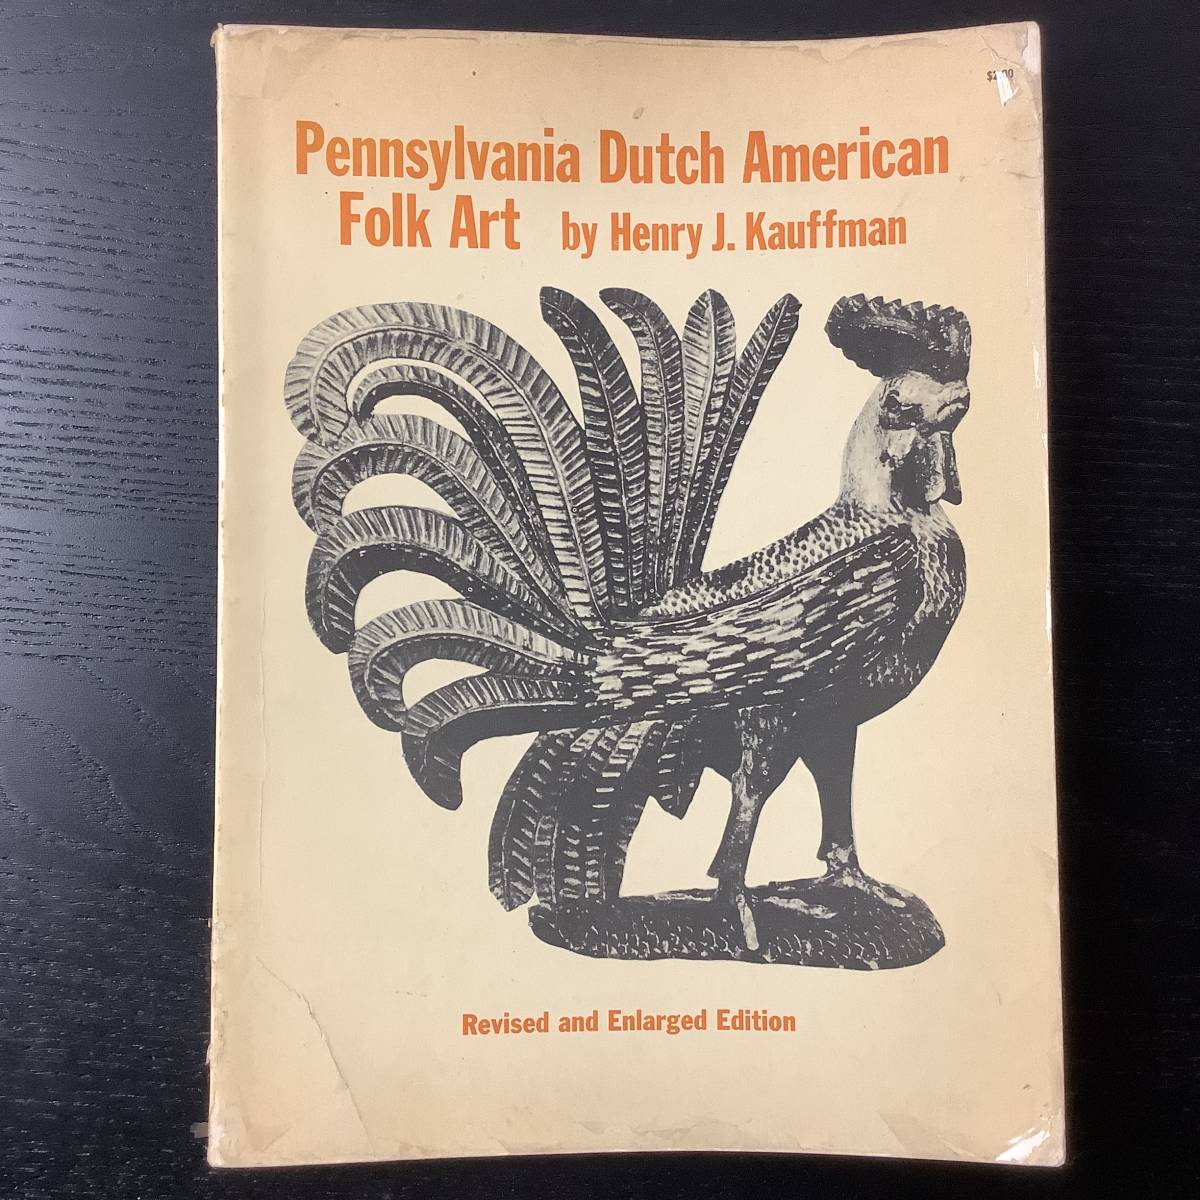 Pennsylvania Dutch American
Folk Art by Henry J. Kauffman
Revised and Enlarged Edition